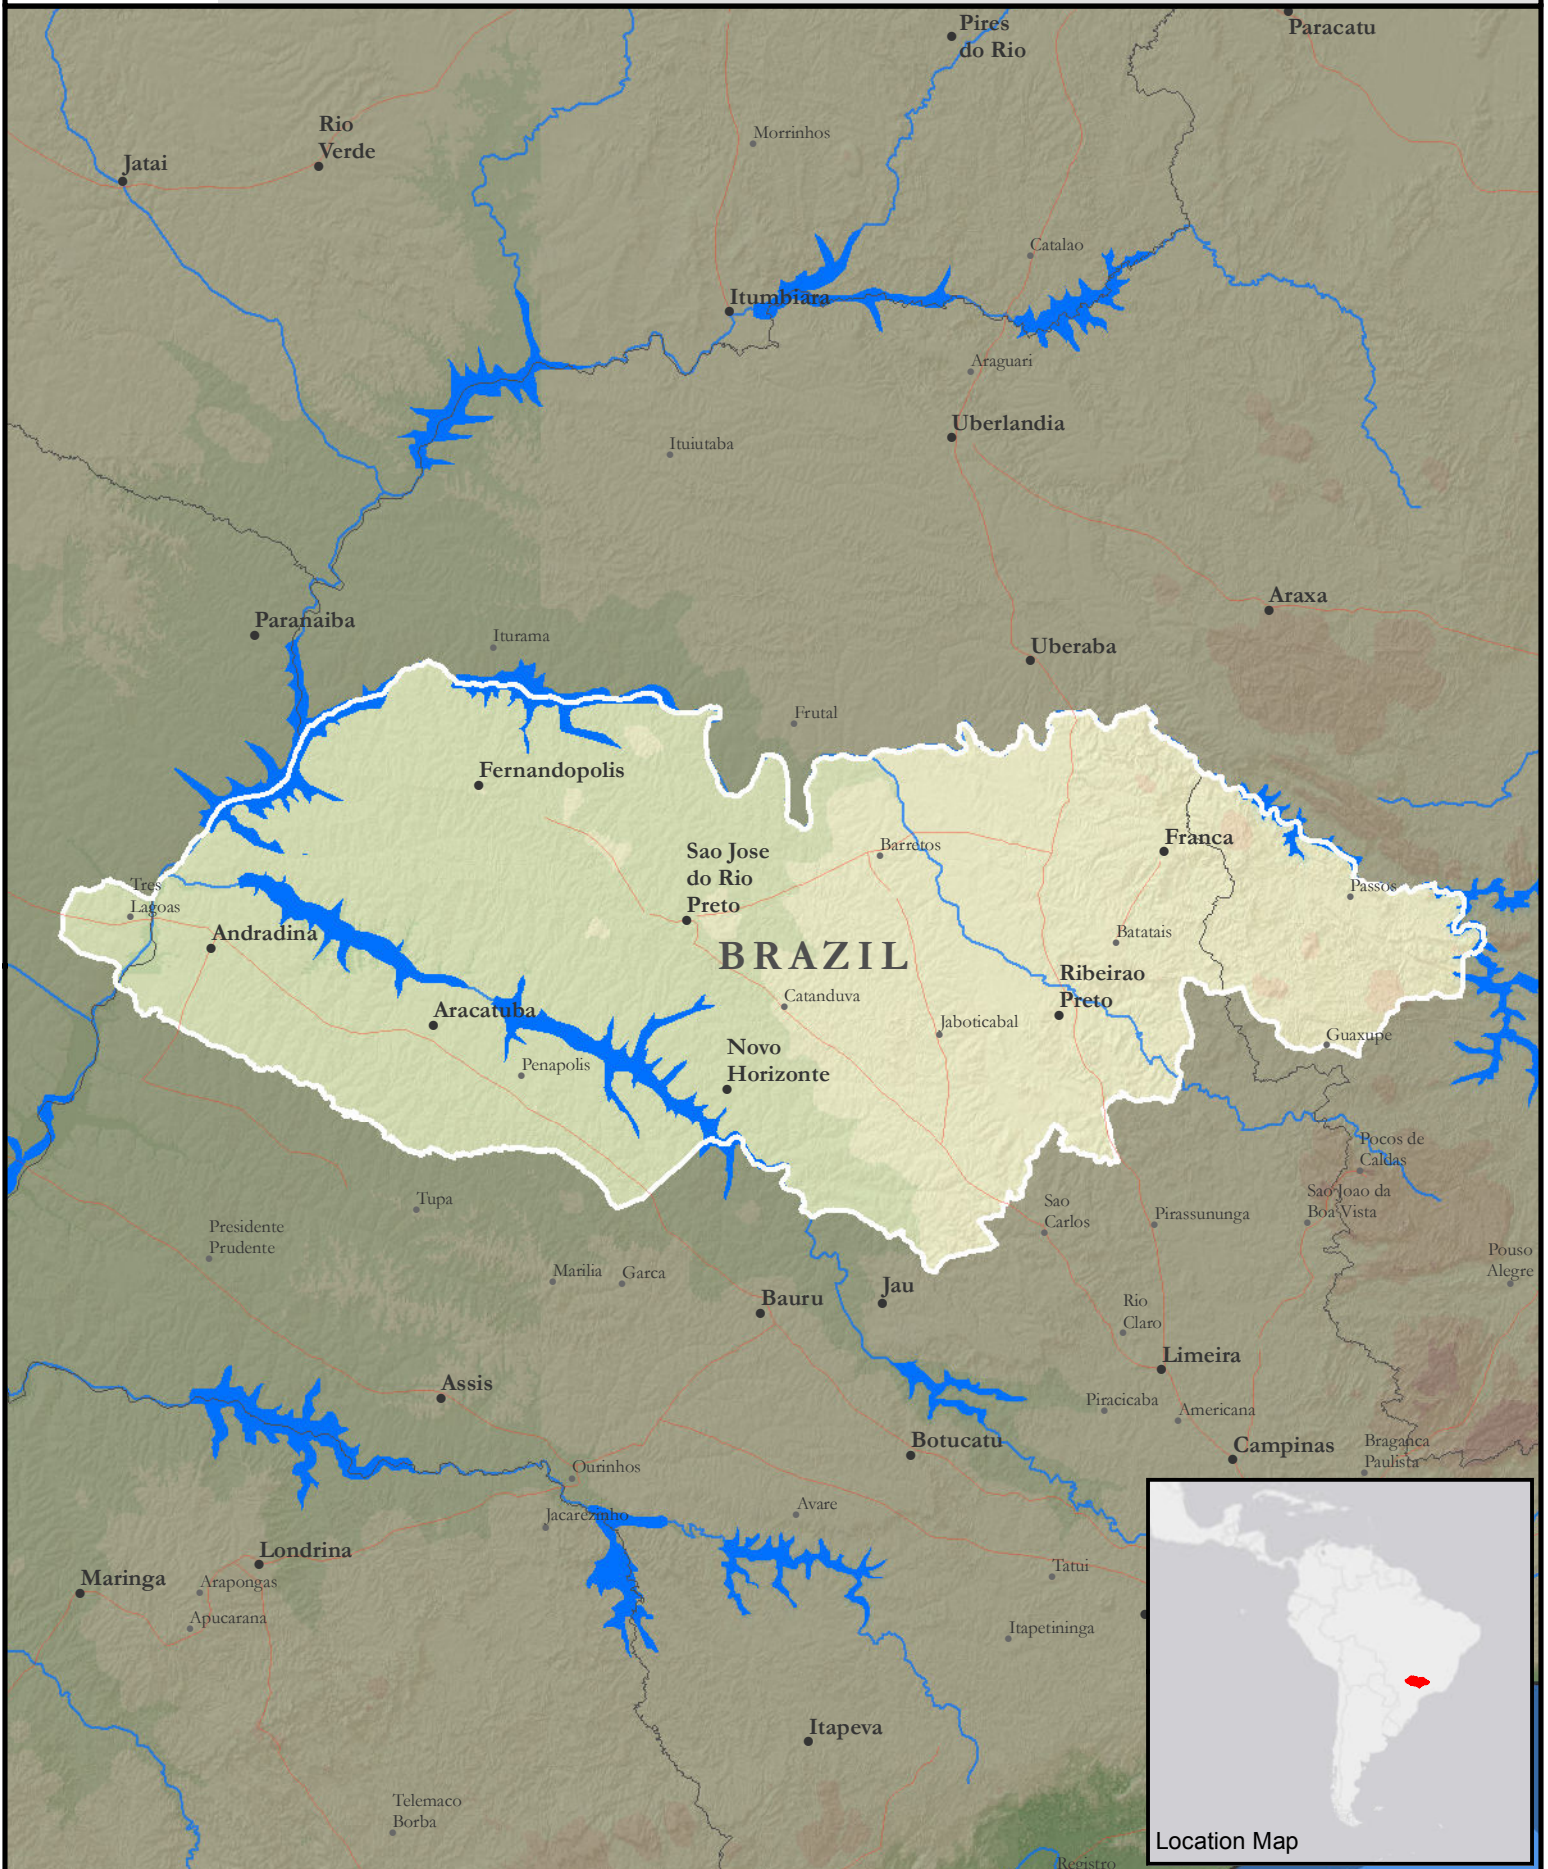 Pires
do Rio
Paracatu
Rio
Verde
Morrinhos
Jatai
Catalao
Itumbiara
Araguari
Uberlandia
Ituiutaba
Araxa
Paranaiba
Iturama
Uberaba
Frutal
Fernandopolis
Franca
Barretos
Sao Jose
do Rio
Preto
Tres
Lagoas
Passos
Andradina
Batatais
BRAZIL
Ribeirao
Preto
Catanduva
Aracatuba
Jaboticabal
Guaxupe
Novo
Horizonte
Penapolis
Pocos de
Caldas
Tupa
Sao Joao da
Boa Vista
Sao
Carlos
Pirassununga
Presidente
Prudente
Pouso
Alegre
Marilia
Garca
Jau
Bauru
Rio
Claro
Limeira
Assis
Piracicaba
Americana
Botucatu
Campinas
Braganca
Paulista
Ourinhos
Avare
Jacarezinho
Londrina
Tatui
Maringa
Arapongas
Apucarana
Itapetininga
Itapeva
Telemaco
Borba
Location Map
Registro